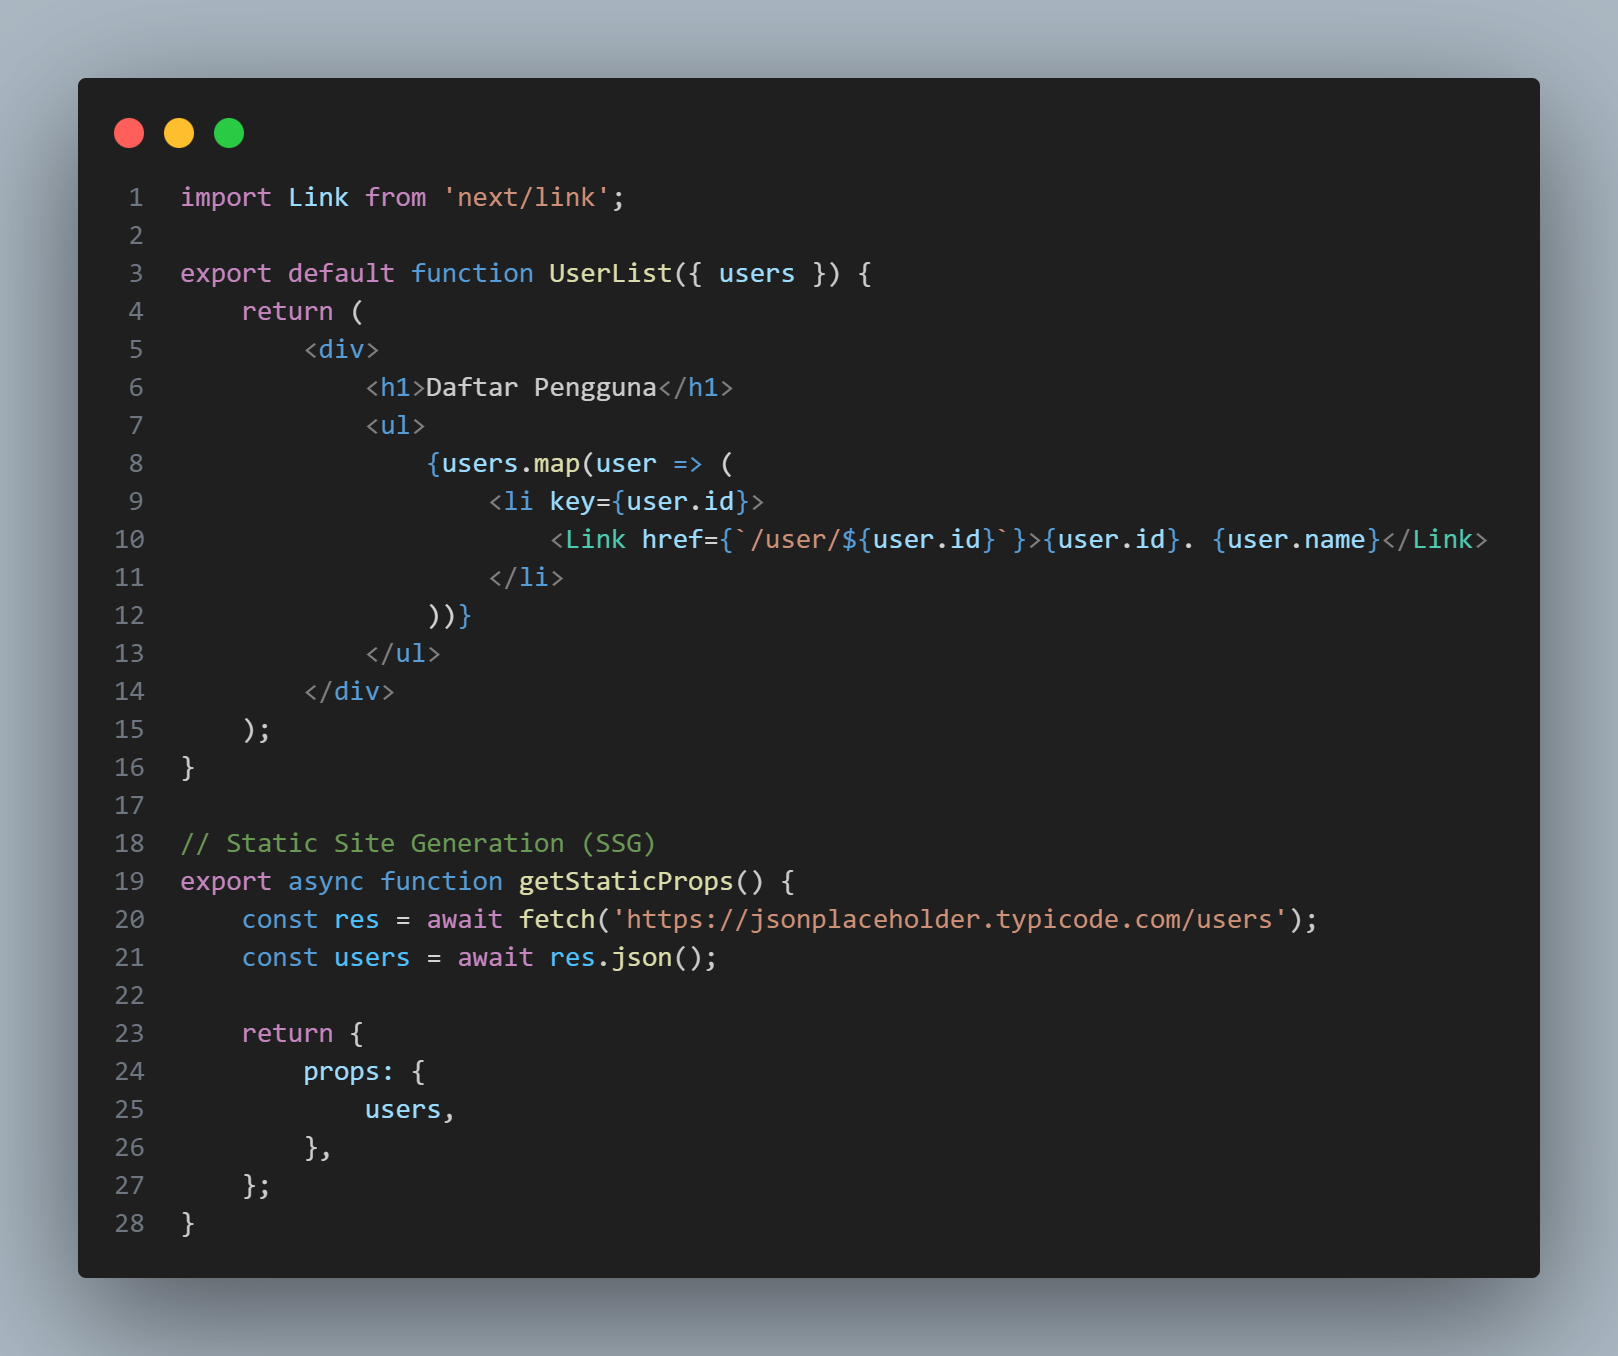 1 import Link from 'next/link';
2
3 export default function UserList({ users }) {
4     return (
5         <div>
6             <h1>Daftar Pengguna</h1>
7             <ul>
8                 {users.map(user => (
9                     <li key={user.id}>
10                         <Link href={`/user/${user.id}`}>{user.id}. {user.name}</Link>
11                     </li>
12                 ))}
13             </ul>
14         </div>
15     );
16 }
17
18 // Static Site Generation (SSG)
19 export async function getStaticProps() {
20     const res = await fetch('https://jsonplaceholder.typicode.com/users');
21     const users = await res.json();
22
23     return {
24         props: {
25             users,
26         },
27     };
28 }